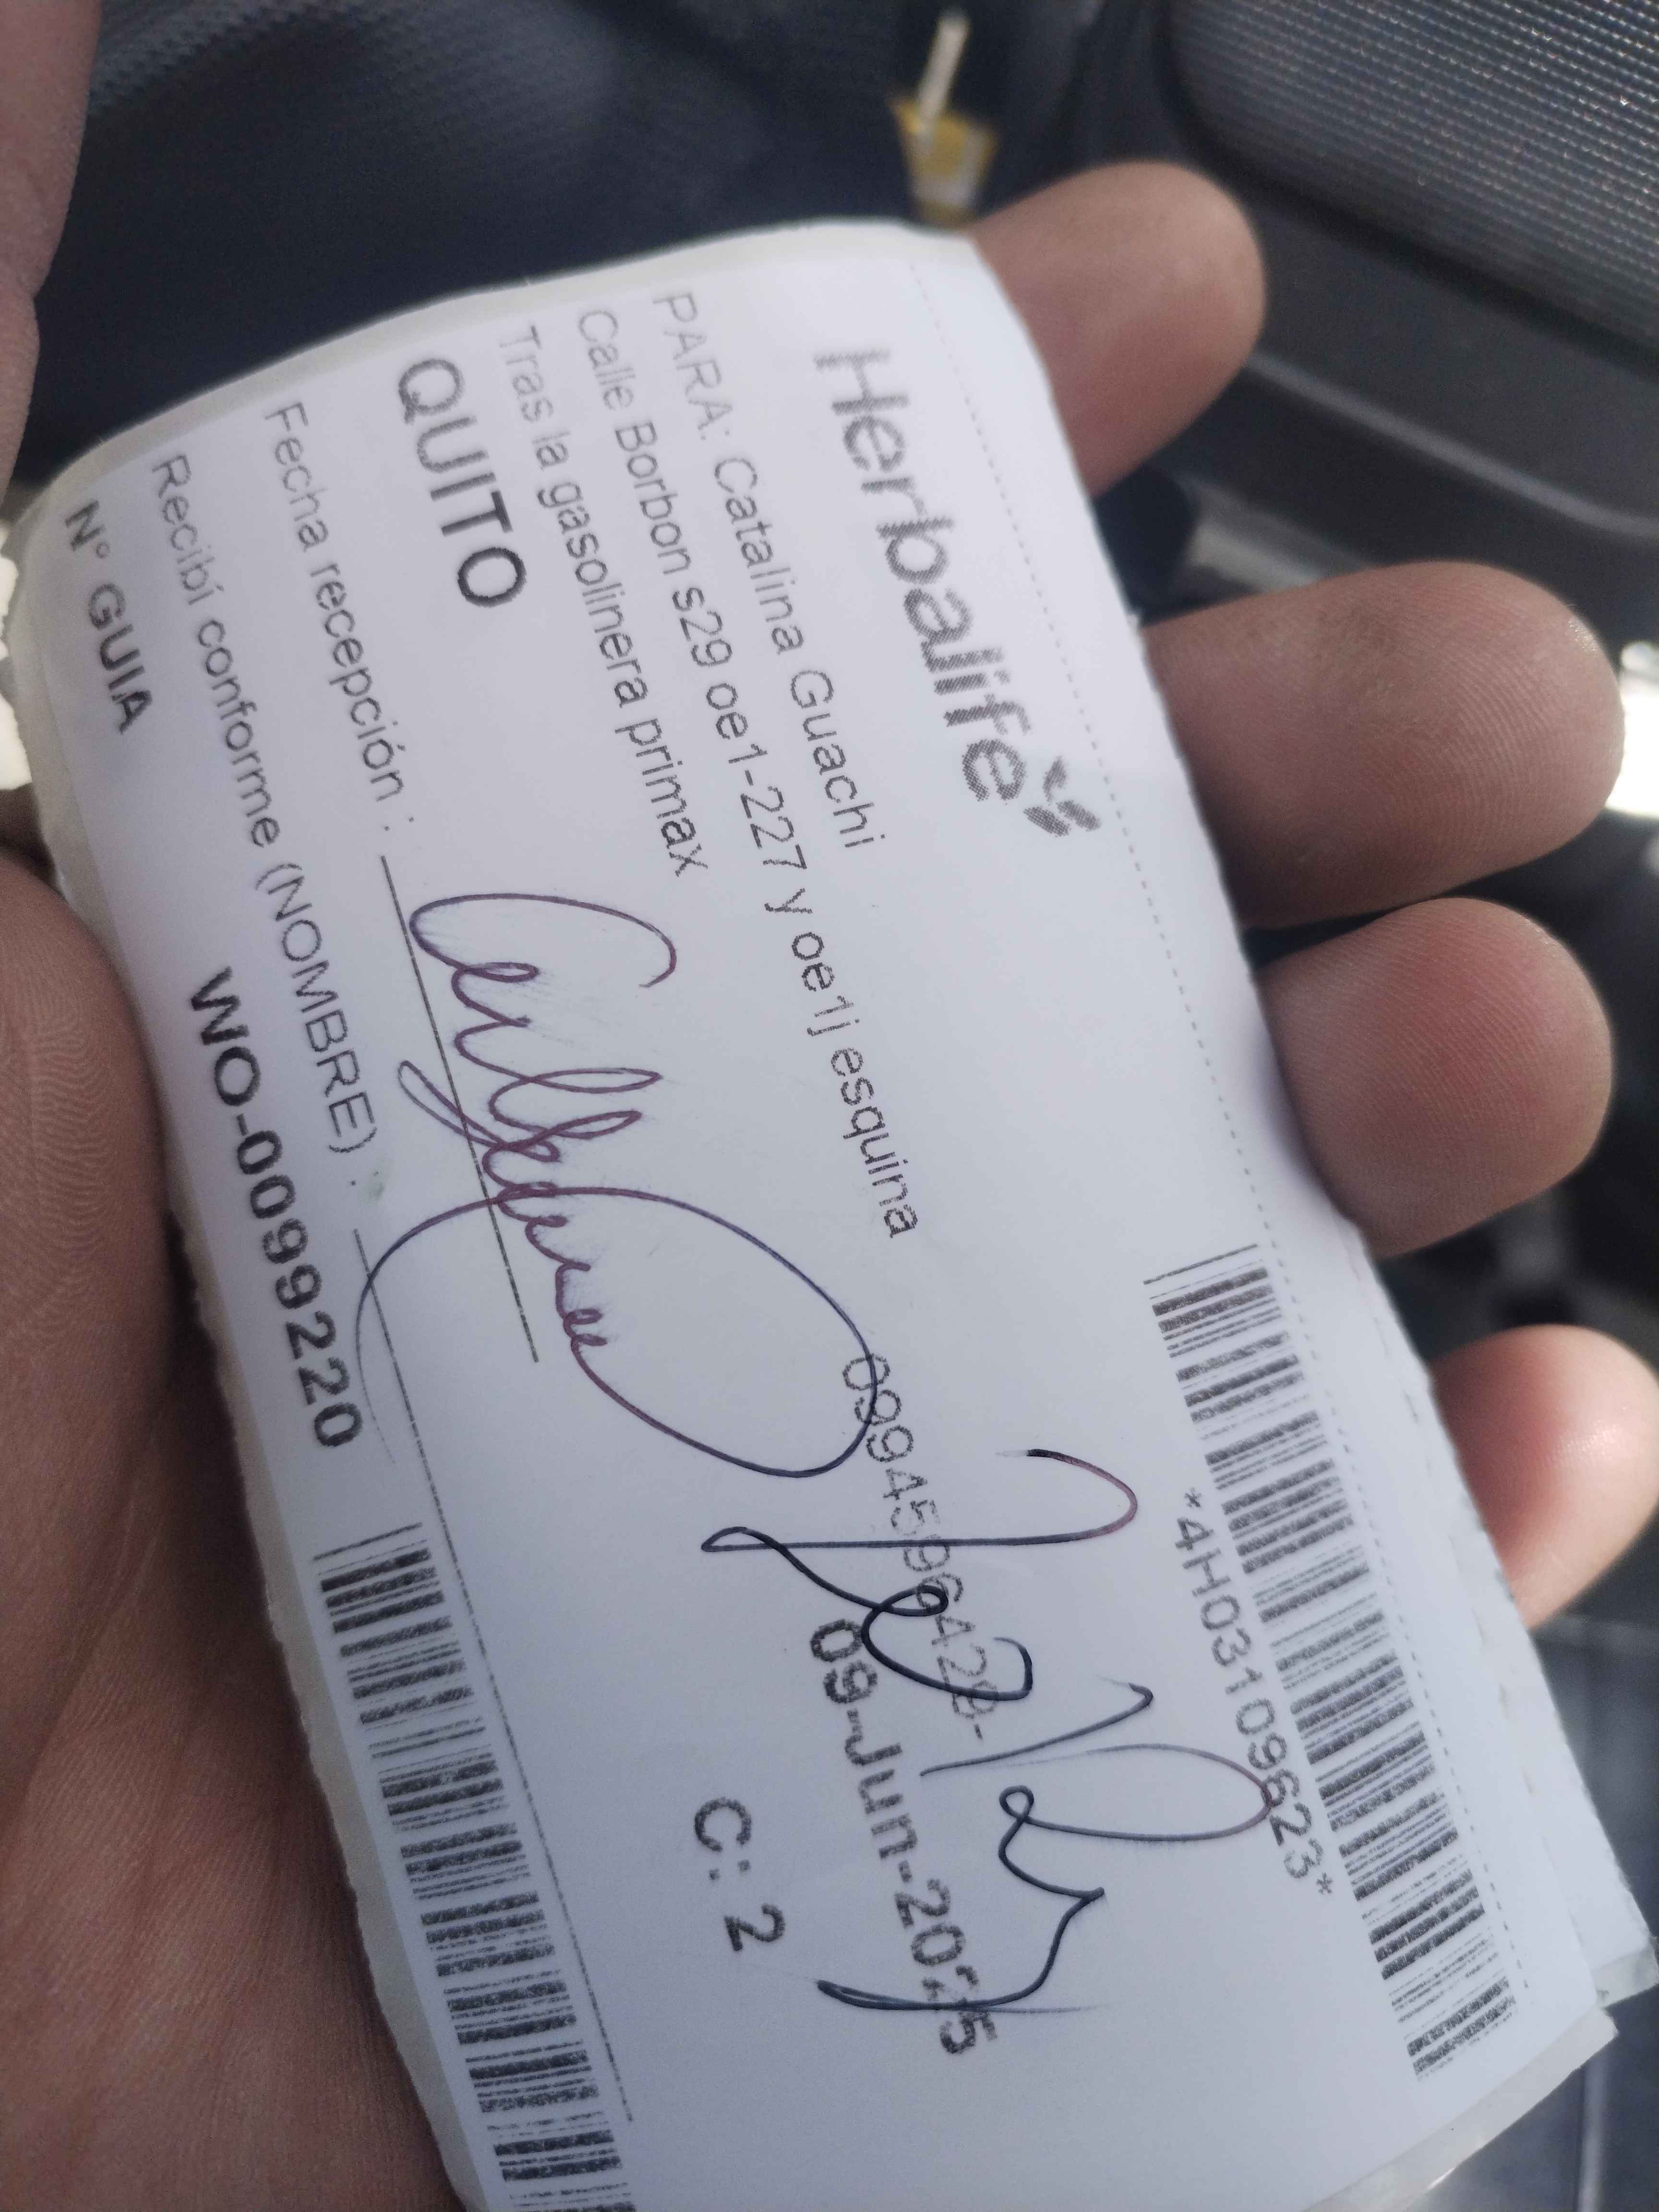 Herbalife
*4H03109623*
PARA: Catalina Guachi
Calle Borbon s29 oe1-227 y oe1j esquina
Tras la gasolinera primax
QUITO
09-Jun-2025
C: 2
Fecha recepción :
Recibí conforme (NOMBRE) :
N° GUIA WO-0099220